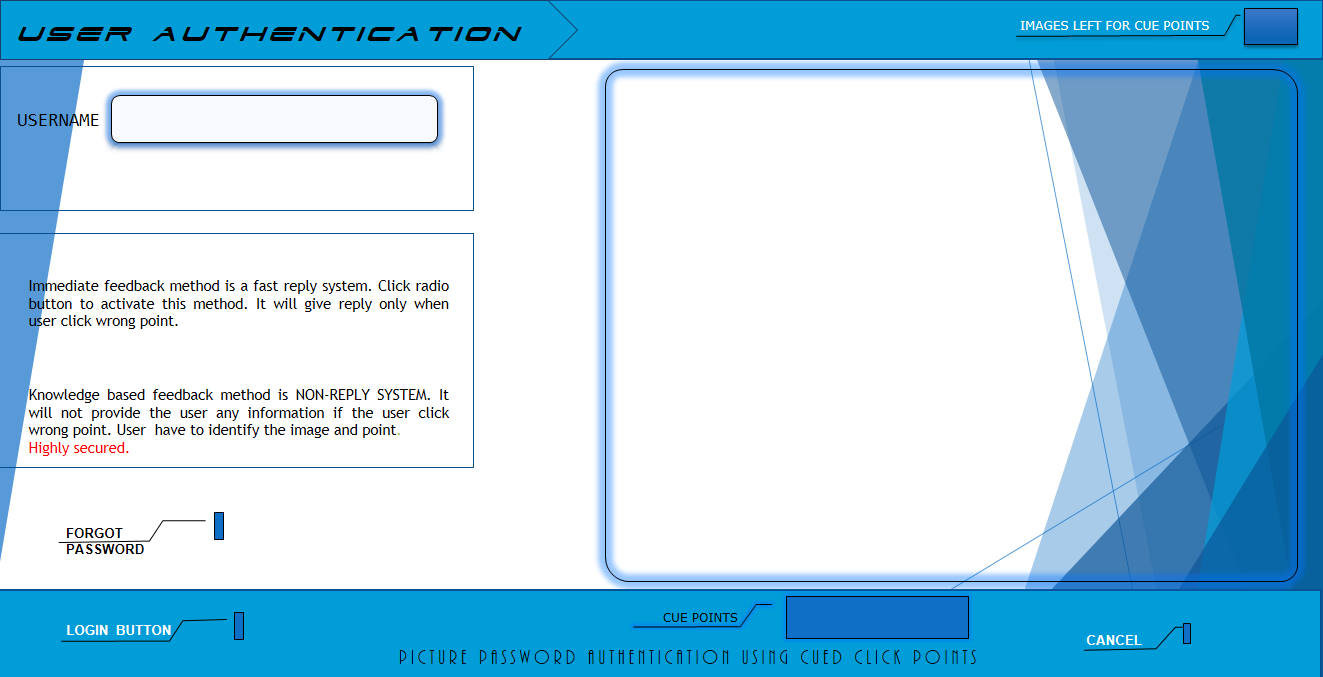 USER AUTHENTICATION
IMAGES LEFT FOR CUE POINTS
USERNAME
Immediate feedback method is a fast reply system. Click radio
button to activate this method. It will give reply only when
user click wrong point.
Knowledge based feedback method is NON-REPLY SYSTEM. It
will not provide the user any information if the user click
wrong point. User have to identify the image and point.
Highly secured.
FORGOT
PASSWORD
LOGIN BUTTON
CUE POINTS
CANCEL
PICTURE PASSWORD AUTHENTICATION USING CUED CLICK POINTS